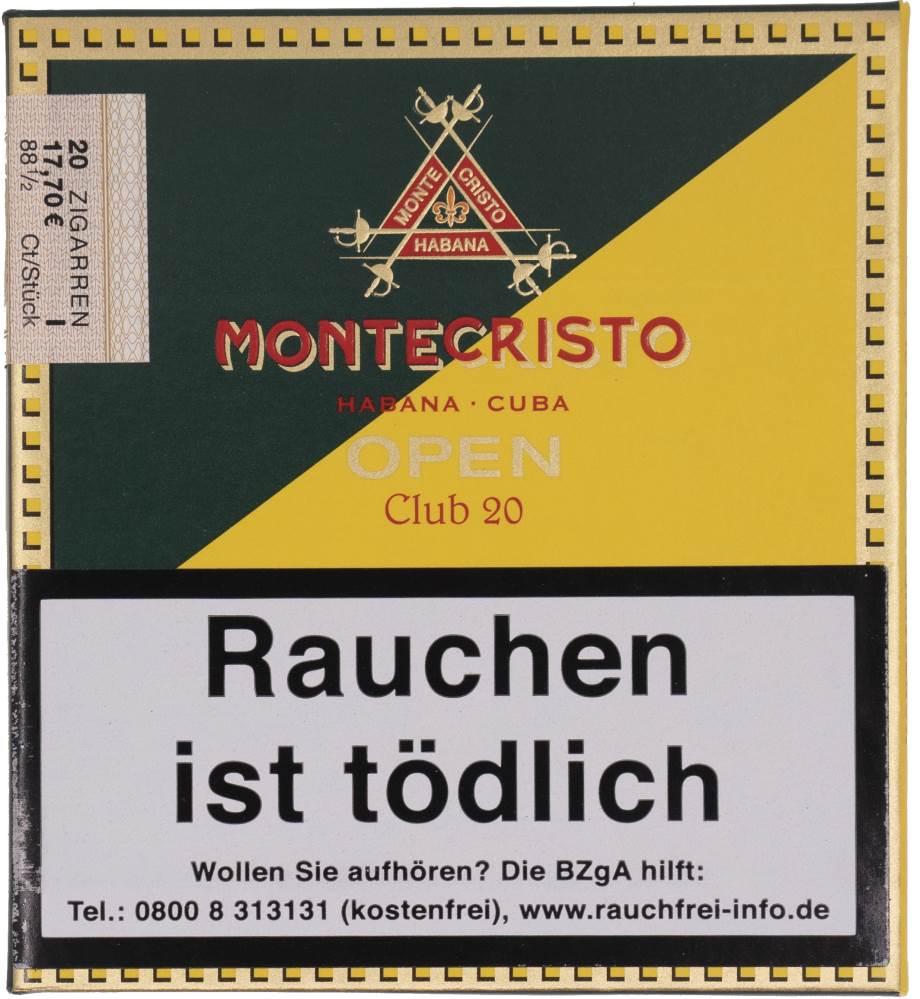 20 ZIGARREN
17,70 € I
88 1/2 Ct/Stück
MONTE CRISTO
HABANA
MONTECRISTO
HABANA · CUBA
OPEN
Club 20
Rauchen
ist tödlich
Wollen Sie aufhören? Die BZgA hilft:
Tel.: 0800 8 313131 (kostenfrei), www.rauchfrei-info.de